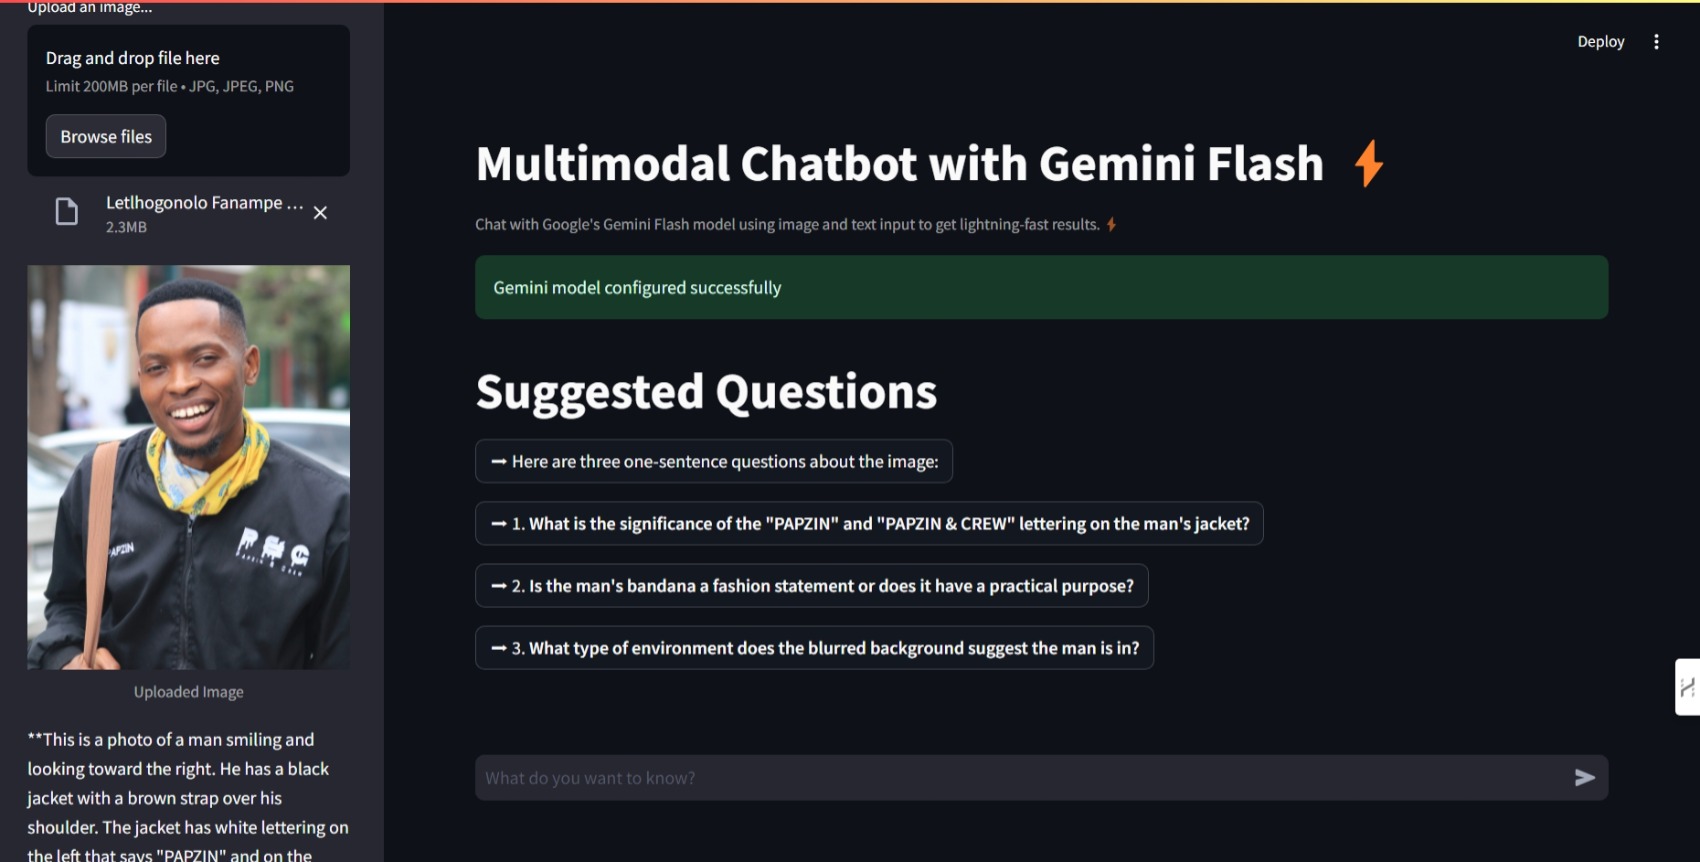 Upload an image...
Drag and drop file here
Limit 200MB per file • JPG, JPEG, PNG
Browse files
Letlhogonolo Fanampe ...
2.3MB
PAPZIN
P & C
PAPZIN & CREW
Uploaded Image
**This is a photo of a man smiling and
looking toward the right. He has a black
jacket with a brown strap over his
shoulder. The jacket has white lettering on
the left that says "PAPZIN" and on the
Deploy
Multimodal Chatbot with Gemini Flash ⚡
Chat with Google's Gemini Flash model using image and text input to get lightning-fast results. ⚡
Gemini model configured successfully
Suggested Questions
→ Here are three one-sentence questions about the image:
→ 1. What is the significance of the "PAPZIN" and "PAPZIN & CREW" lettering on the man's jacket?
→ 2. Is the man's bandana a fashion statement or does it have a practical purpose?
→ 3. What type of environment does the blurred background suggest the man is in?
What do you want to know?